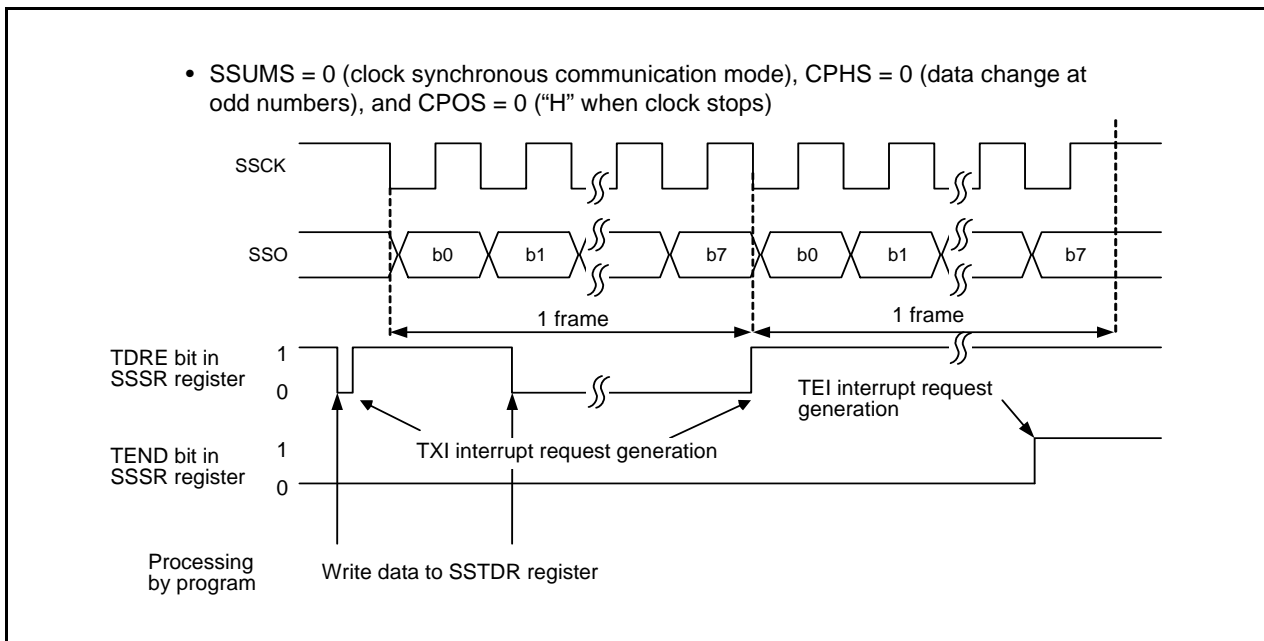 • SSUMS = 0 (clock synchronous communication mode), CPHS = 0 (data change at
odd numbers), and CPOS = 0 (“H” when clock stops)
SSCK
SSO
b0
b1
b7
b0
b1
b7
1 frame
1 frame
TDRE bit in
SSSR register
1
0
TEI interrupt request
generation
TXI interrupt request generation
TEND bit in
SSSR register
1
0
Processing
by program
Write data to SSTDR register